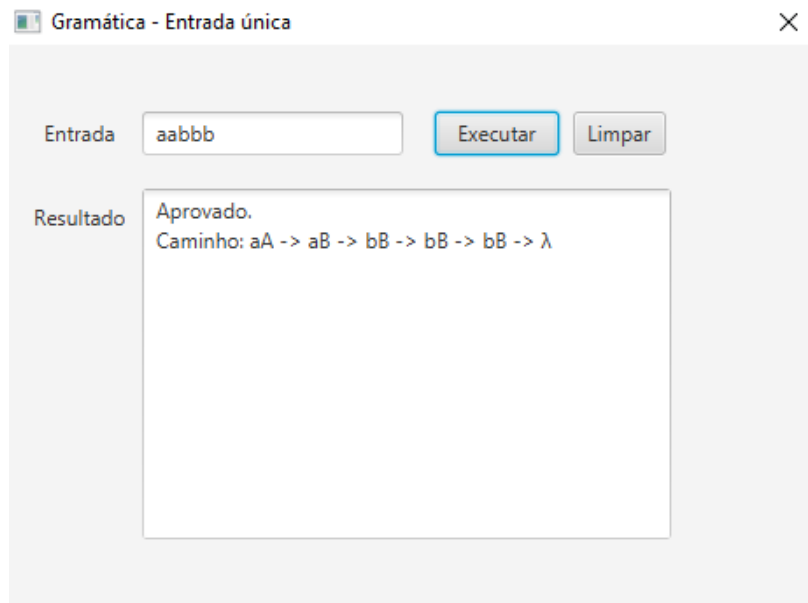 Gramática - Entrada única
Entrada aabbb Executar Limpar
Resultado
Aprovado.
Caminho: aA -> aB -> bB -> bB -> bB -> λ